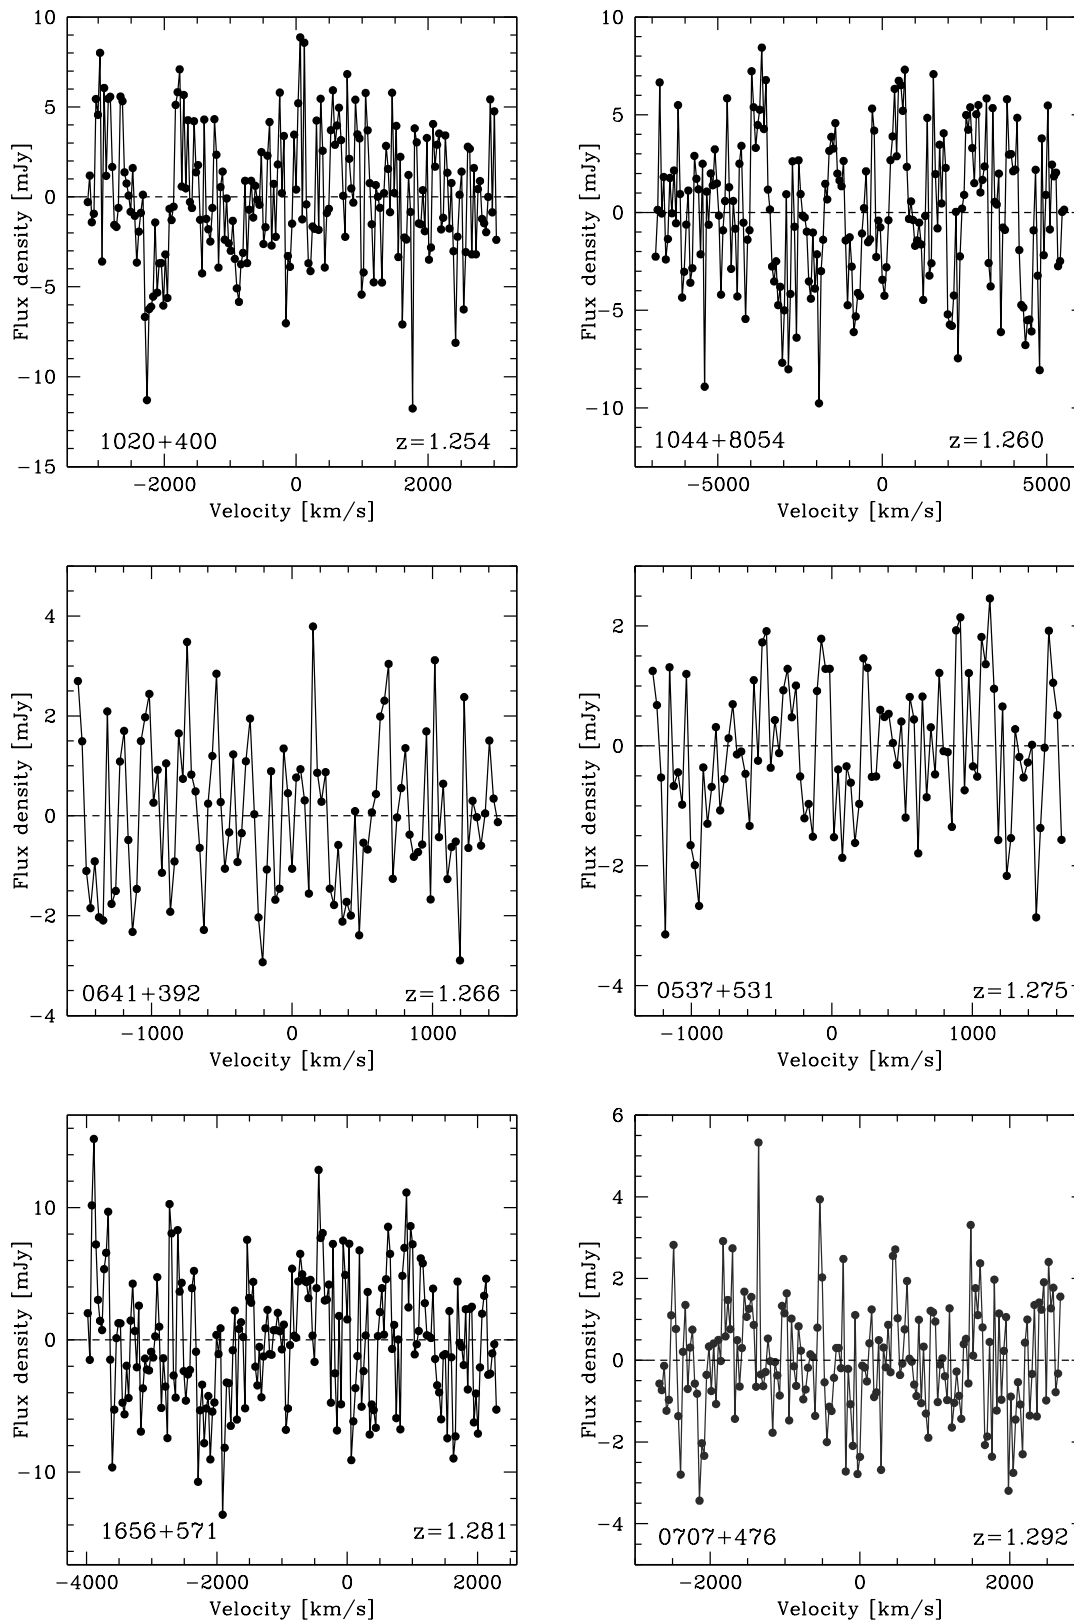 10
5
0
−5
−10
−15
Flux density [mJy]
1020+400
z=1.254
−2000 0 2000
Velocity [km/s]
10
5
0
−5
−10
Flux density [mJy]
1044+8054
z=1.260
−5000 0 5000
Velocity [km/s]
4
2
0
−2
−4
Flux density [mJy]
0641+392
z=1.266
−1000 0 1000
Velocity [km/s]
2
0
−2
−4
Flux density [mJy]
0537+531
z=1.275
−1000 0 1000
Velocity [km/s]
10
0
−10
Flux density [mJy]
1656+571
z=1.281
−4000 −2000 0 2000
Velocity [km/s]
6
4
2
0
−2
−4
Flux density [mJy]
0707+476
z=1.292
−2000 0 2000
Velocity [km/s]